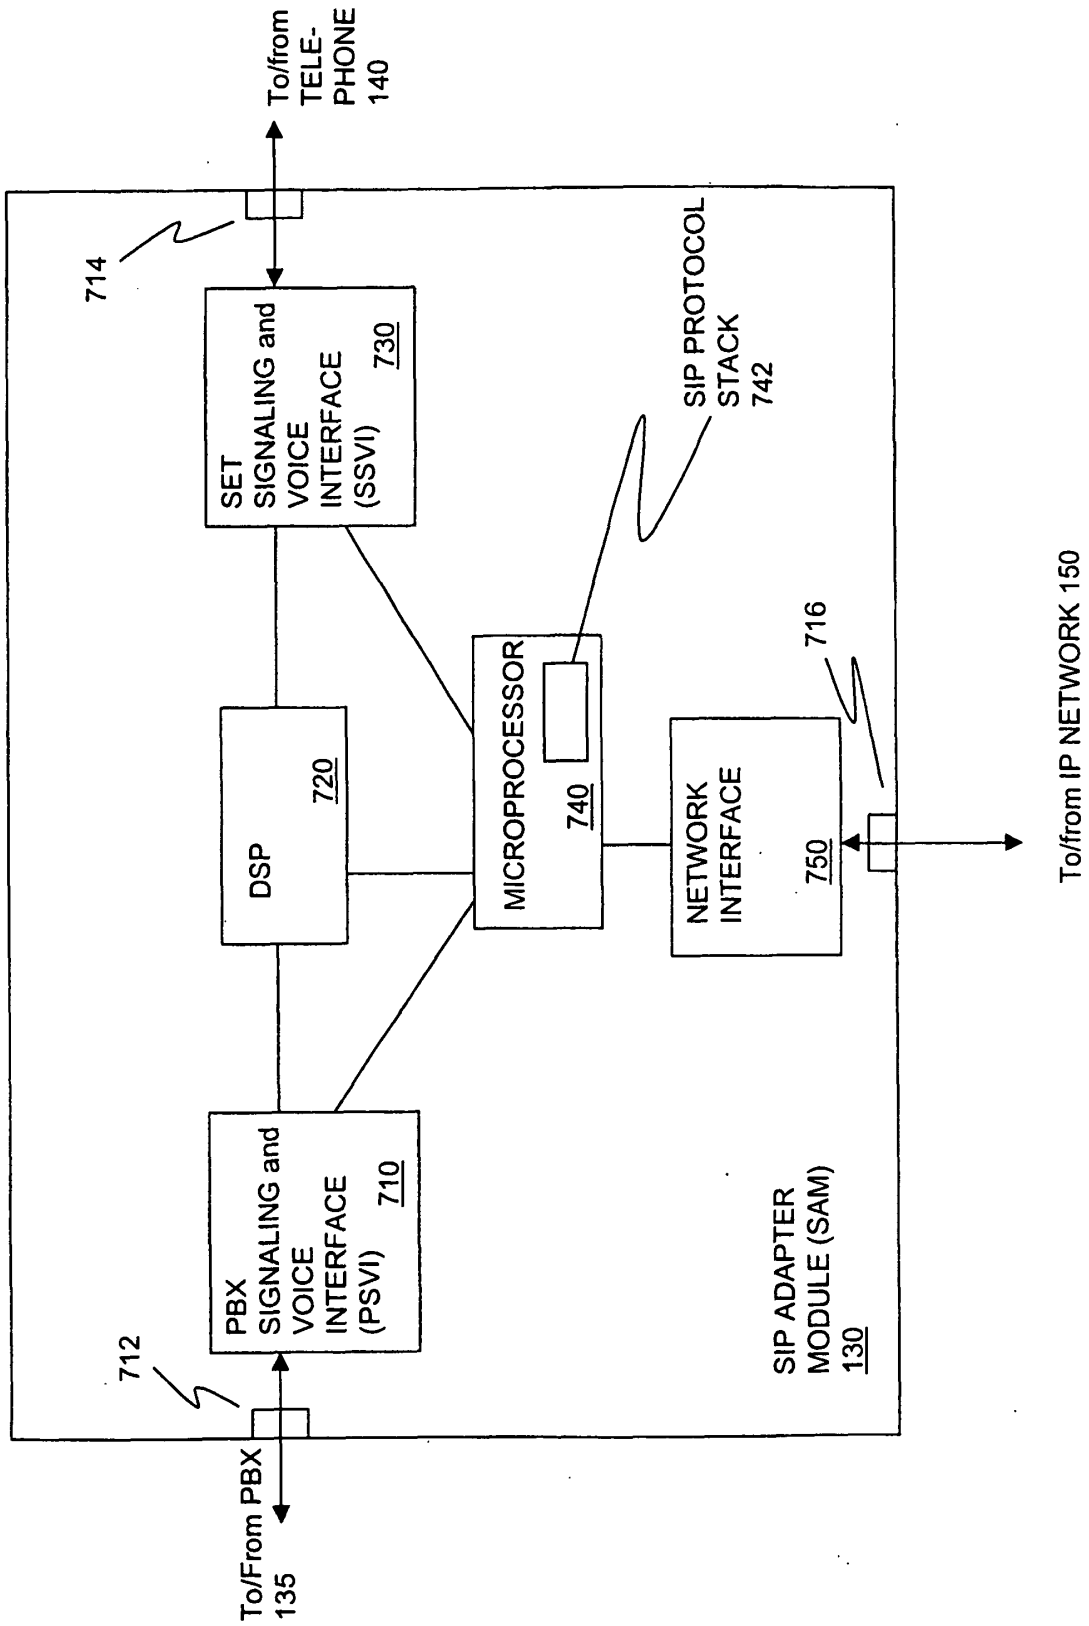 To/From PBX
135
712
PBX
SIGNALING and
VOICE
INTERFACE
(PSVI)
710
DSP
720
SET
SIGNALING and
VOICE
INTERFACE
(SSVI)
730
714
To/from
TELE-
PHONE
140
MICROPROCESSOR
740
SIP PROTOCOL
STACK
742
NETWORK
INTERFACE
750
716
SIP ADAPTER
MODULE (SAM)
130
To/from IP NETWORK 150